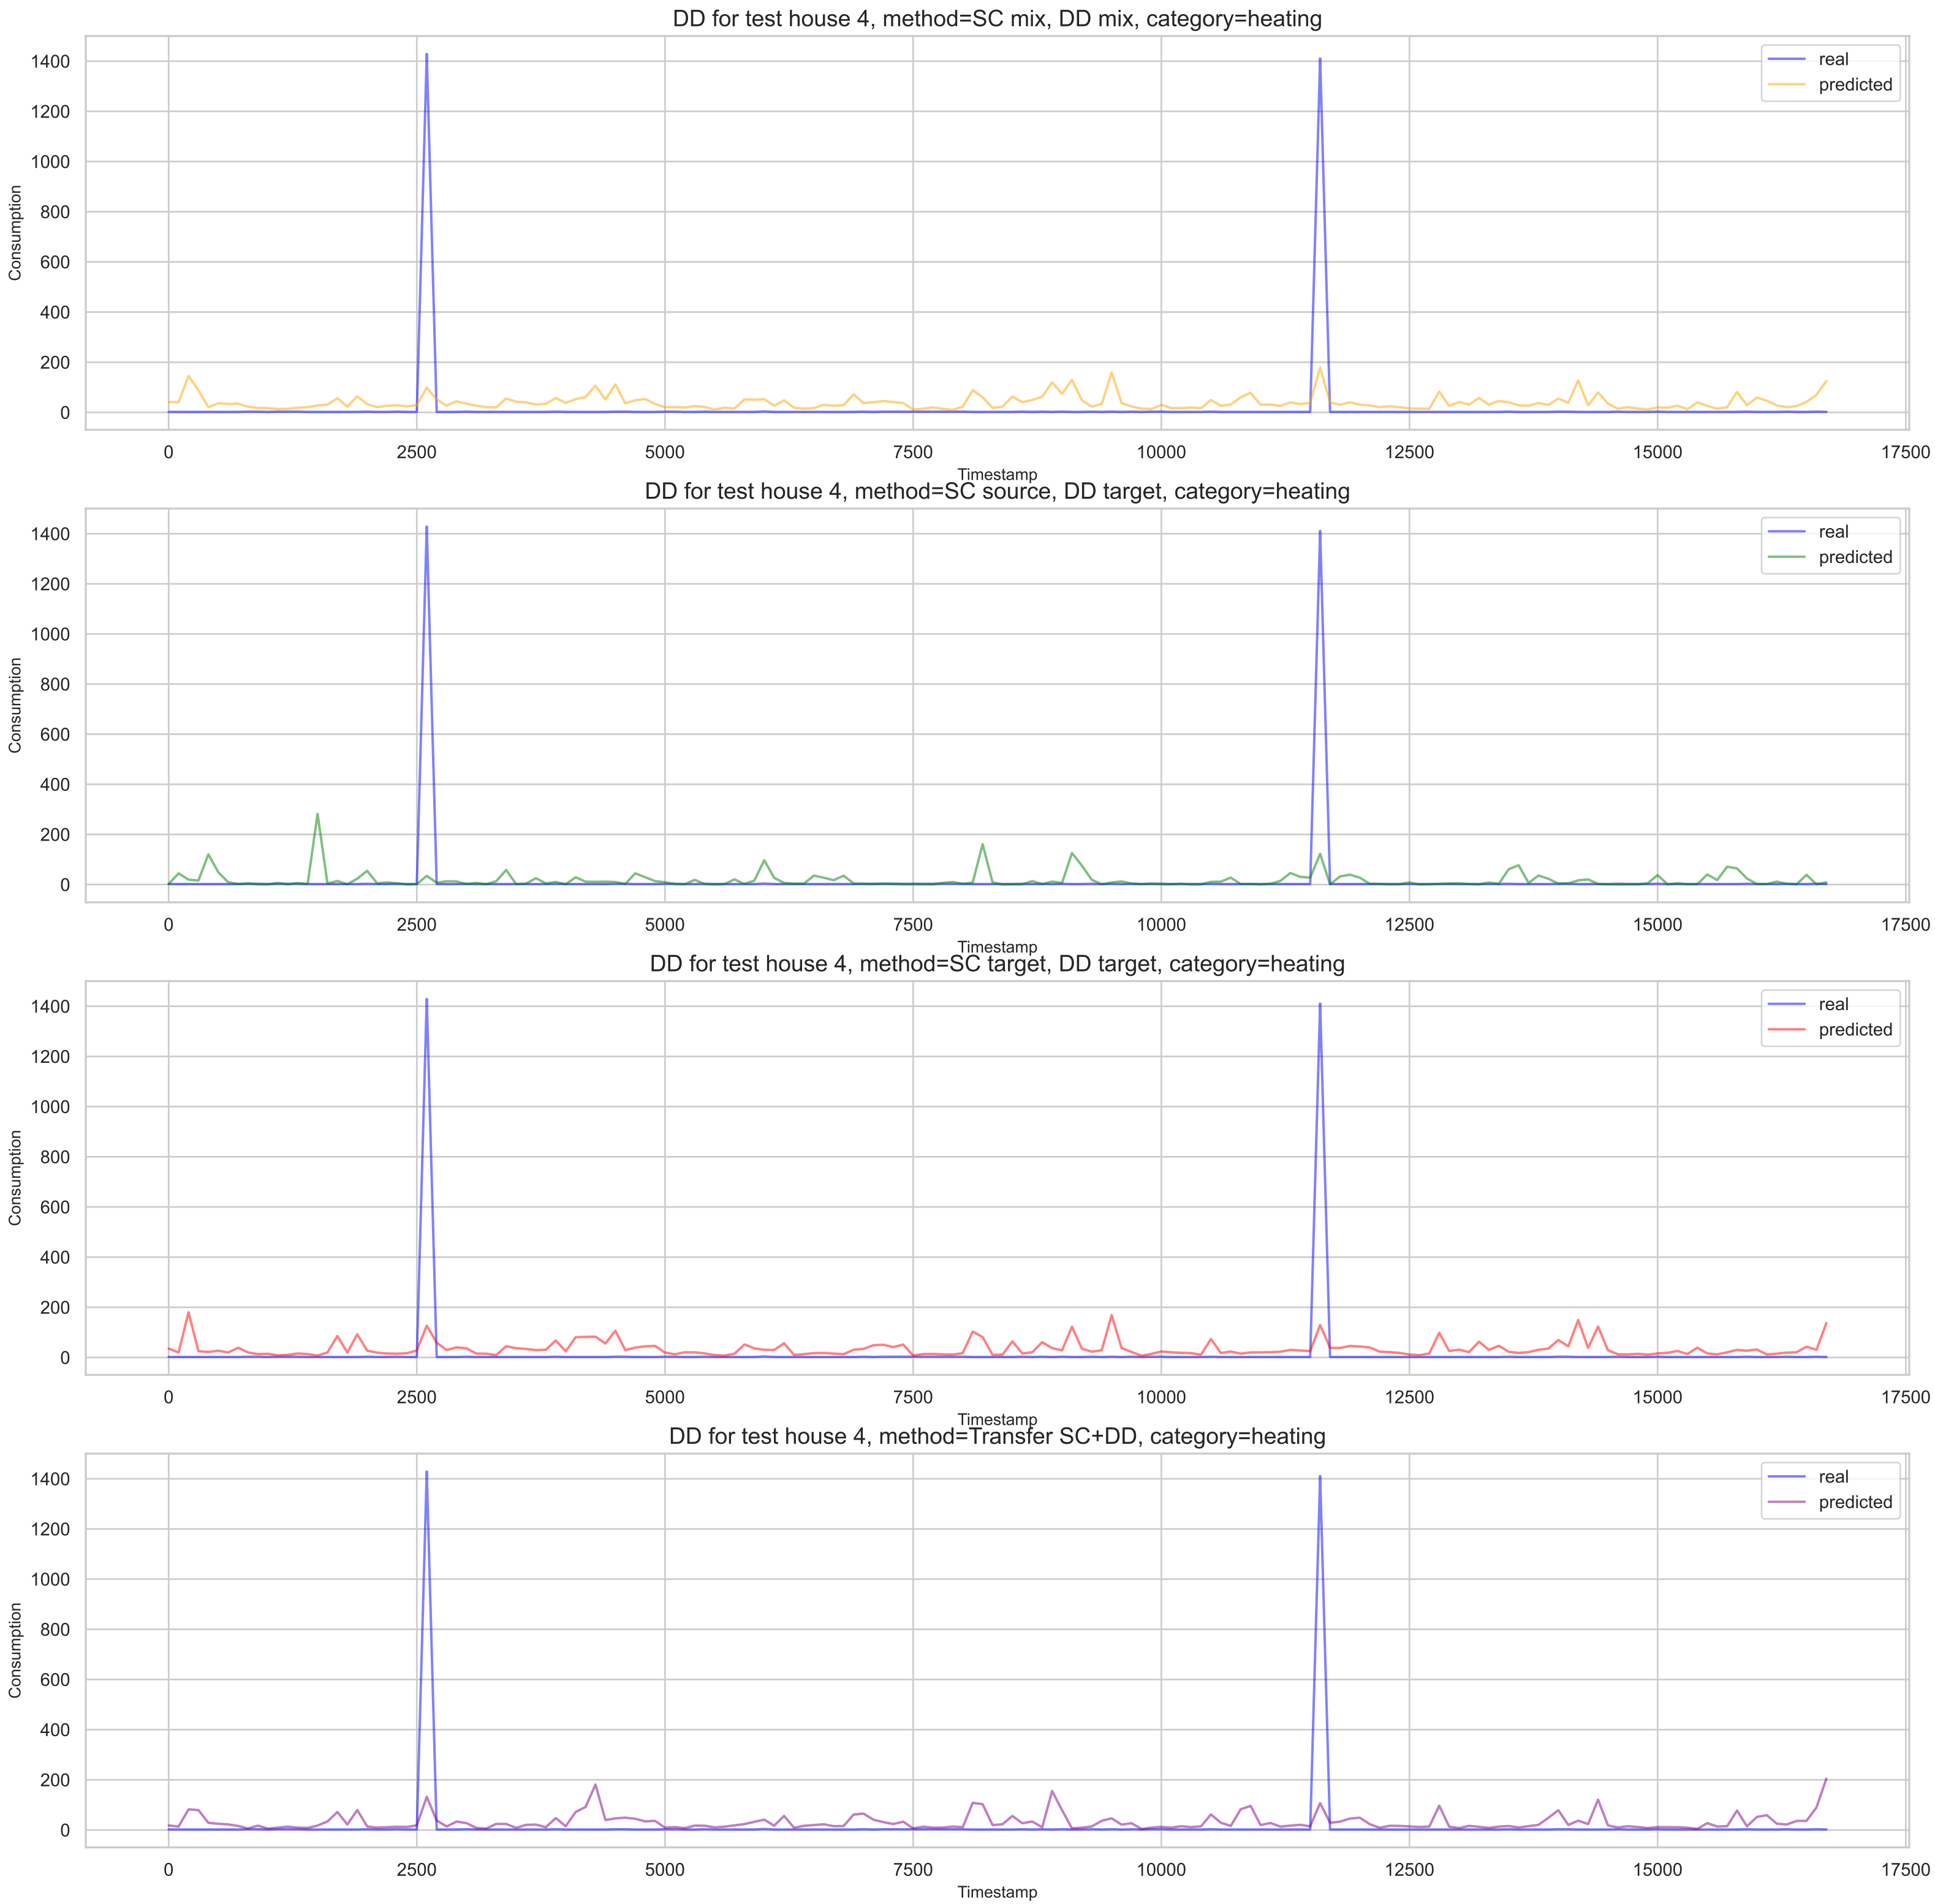 DD for test house 4, method=SC mix, DD mix, category=heating
real
predicted
Consumption
1400
1200
1000
800
600
400
200
0
0 2500 5000 7500 10000 12500 15000 17500
Timestamp
DD for test house 4, method=SC source, DD target, category=heating
real
predicted
Consumption
1400
1200
1000
800
600
400
200
0
0 2500 5000 7500 10000 12500 15000 17500
Timestamp
DD for test house 4, method=SC target, DD target, category=heating
real
predicted
Consumption
1400
1200
1000
800
600
400
200
0
0 2500 5000 7500 10000 12500 15000 17500
Timestamp
DD for test house 4, method=Transfer SC+DD, category=heating
real
predicted
Consumption
1400
1200
1000
800
600
400
200
0
0 2500 5000 7500 10000 12500 15000 17500
Timestamp